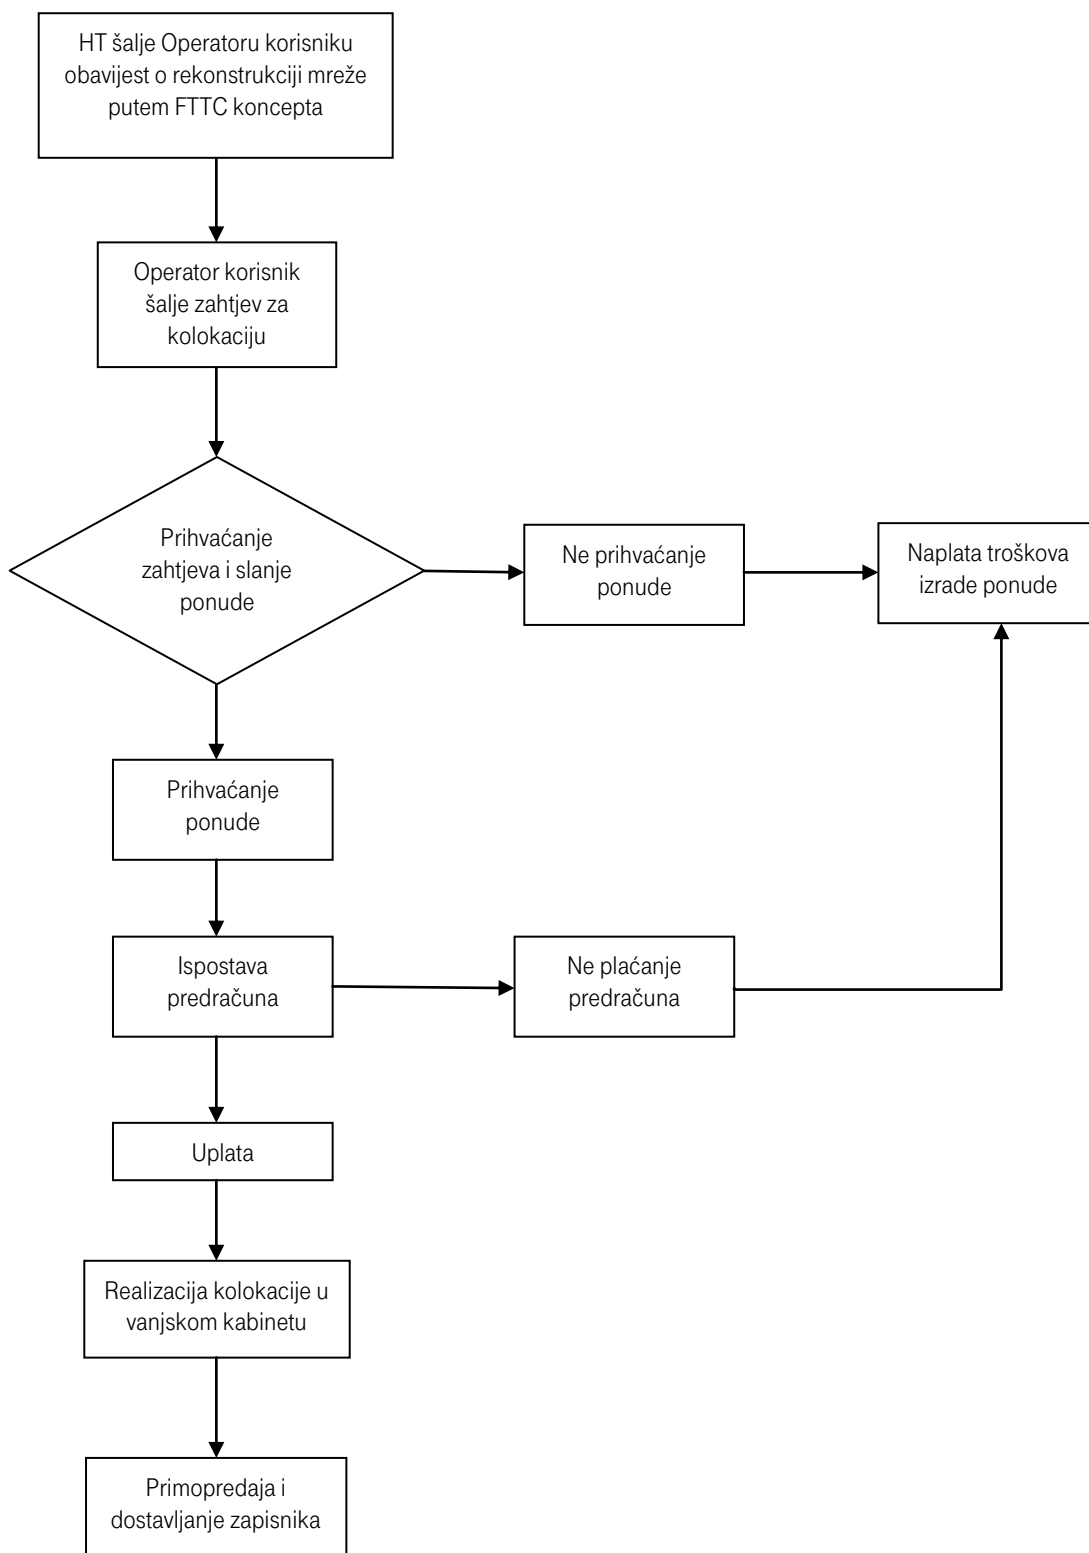 HT šalje Operatoru korisniku
obavijest o rekonstrukciji mreže
putem FTTC koncepta
Operator korisnik
šalje zahtjev za
kolokaciju
Prihvaćanje
zahtjeva i slanje
ponude
Ne prihvaćanje
ponude
Naplata troškova
izrade ponude
Prihvaćanje
ponude
Ispostava
predračuna
Ne plaćanje
predračuna
Uplata
Realizacija kolokacije u
vanjskom kabinetu
Primopredaja i
dostavljanje zapisnika